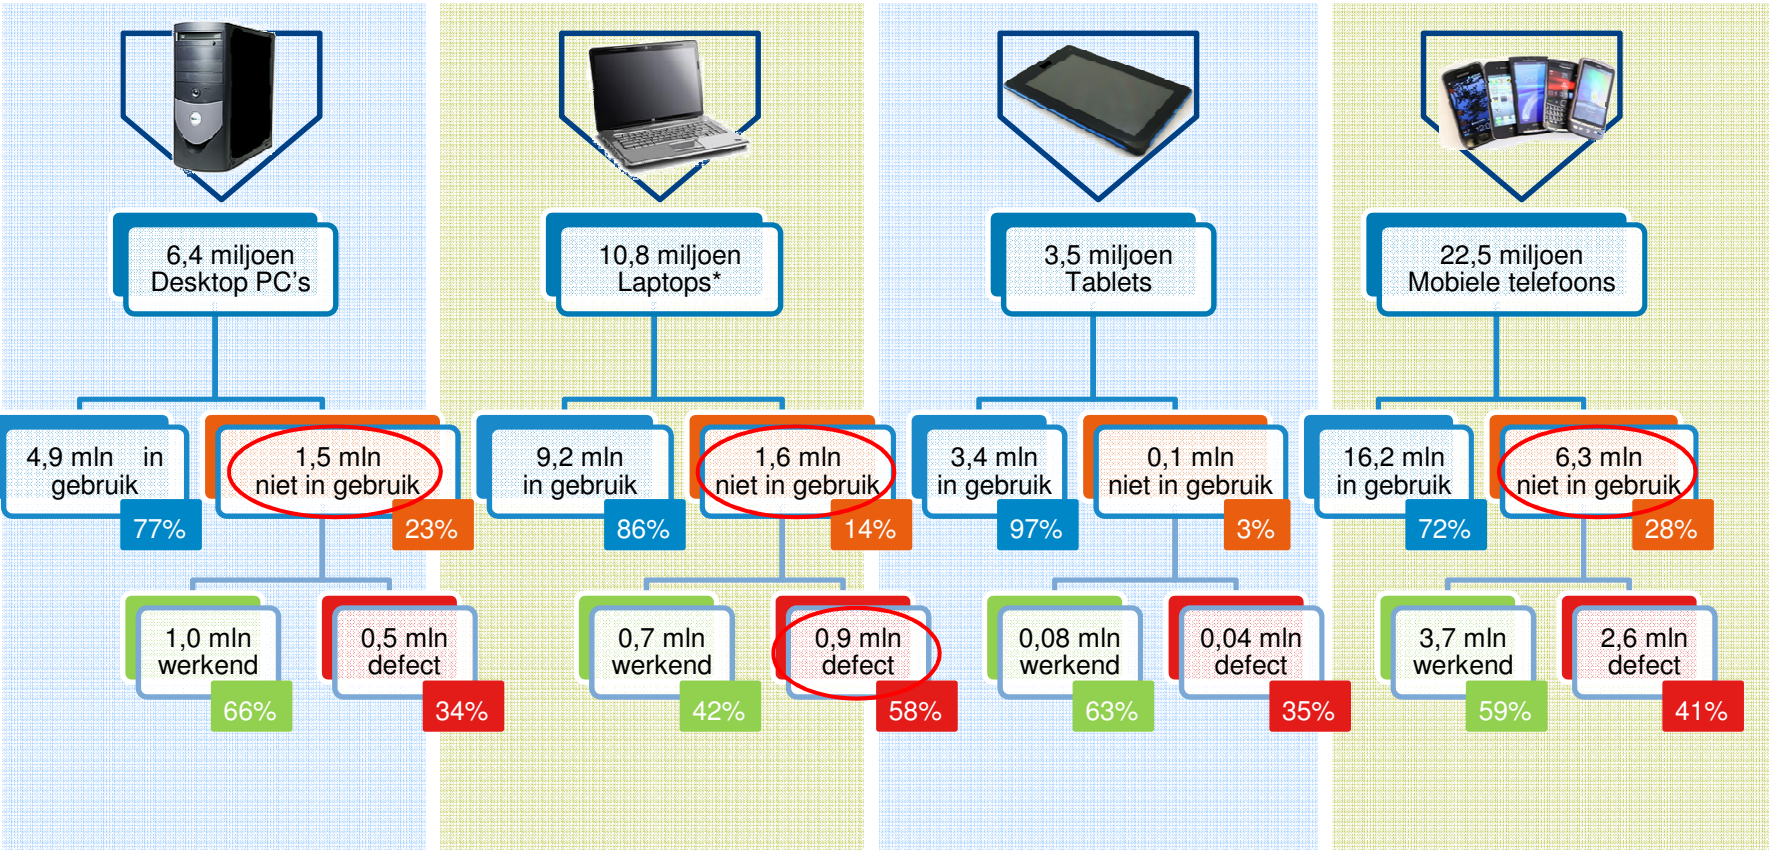 6,4 miljoen
Desktop PC's
4,9 mln in
gebruik
77%
1,5 mln
niet in gebruik
23%
1,0 mln
werkend
66%
0,5 mln
defect
34%
10,8 miljoen
Laptops*
9,2 mln
in gebruik
86%
1,6 mln
niet in gebruik
14%
0,7 mln
werkend
42%
0,9 mln
defect
58%
3,5 miljoen
Tablets
3,4 mln
in gebruik
97%
0,1 mln
niet in gebruik
3%
0,08 mln
werkend
63%
0,04 mln
defect
35%
22,5 miljoen
Mobiele telefoons
16,2 mln
in gebruik
72%
6,3 mln
niet in gebruik
28%
3,7 mln
werkend
59%
2,6 mln
defect
41%